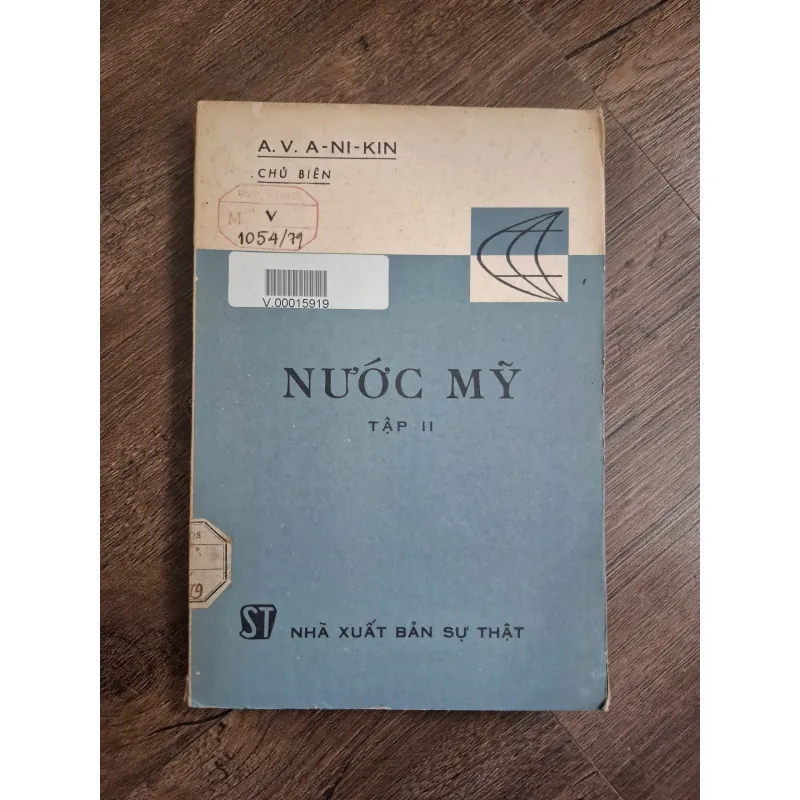 A. V. A-NI-KIN
CHỦ BIÊN
M V
1054/79
V.00015919
NƯỚC MỸ
TẬP II
ST NHÀ XUẤT BẢN SỰ THẬT